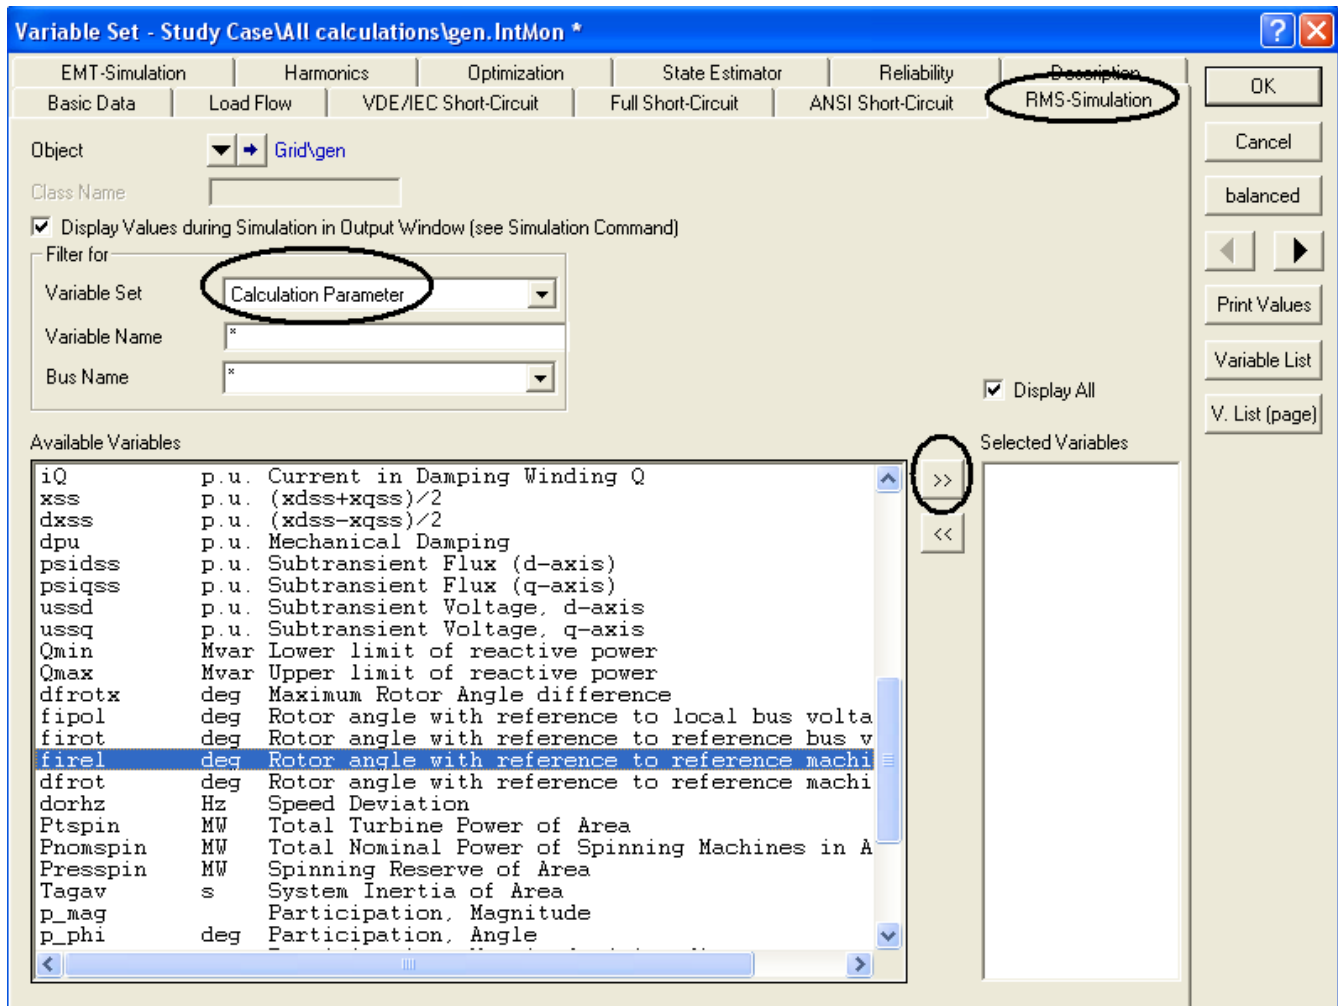 Variable Set - Study Case\All calculations\gen.IntMon *
EMT-Simulation Harmonics Optimization State Estimator Reliability Description
Basic Data Load Flow VDE/IEC Short-Circuit Full Short-Circuit ANSI Short-Circuit RMS-Simulation
OK
Cancel
balanced
Print Values
Variable List
V. List (page)
Object Grid\gen
Class Name
Display Values during Simulation in Output Window (see Simulation Command)
Filter for
Variable Set Calculation Parameter
Variable Name *
Bus Name *
Display All
Available Variables
Selected Variables
>>
<<
iQ p.u. Current in Damping Winding Q
xss p.u. (xdss+xqss)/2
dxss p.u. (xdss-xqss)/2
dpu p.u. Mechanical Damping
psidss p.u. Subtransient Flux (d-axis)
psiqss p.u. Subtransient Flux (q-axis)
ussd p.u. Subtransient Voltage, d-axis
ussq p.u. Subtransient Voltage, q-axis
Qmin Mvar Lower limit of reactive power
Qmax Mvar Upper limit of reactive power
dfrotx deg Maximum Rotor Angle difference
fipol deg Rotor angle with reference to local bus volta
firot deg Rotor angle with reference to reference bus v
firel deg Rotor angle with reference to reference machi
dfrot deg Rotor angle with reference to reference machi
dorhz Hz Speed Deviation
Ptspin MW Total Turbine Power of Area
Pnomspin MW Total Nominal Power of Spinning Machines in A
Presspin MW Spinning Reserve of Area
Tagav s System Inertia of Area
p_mag Participation, Magnitude
p_phi deg Participation, Angle